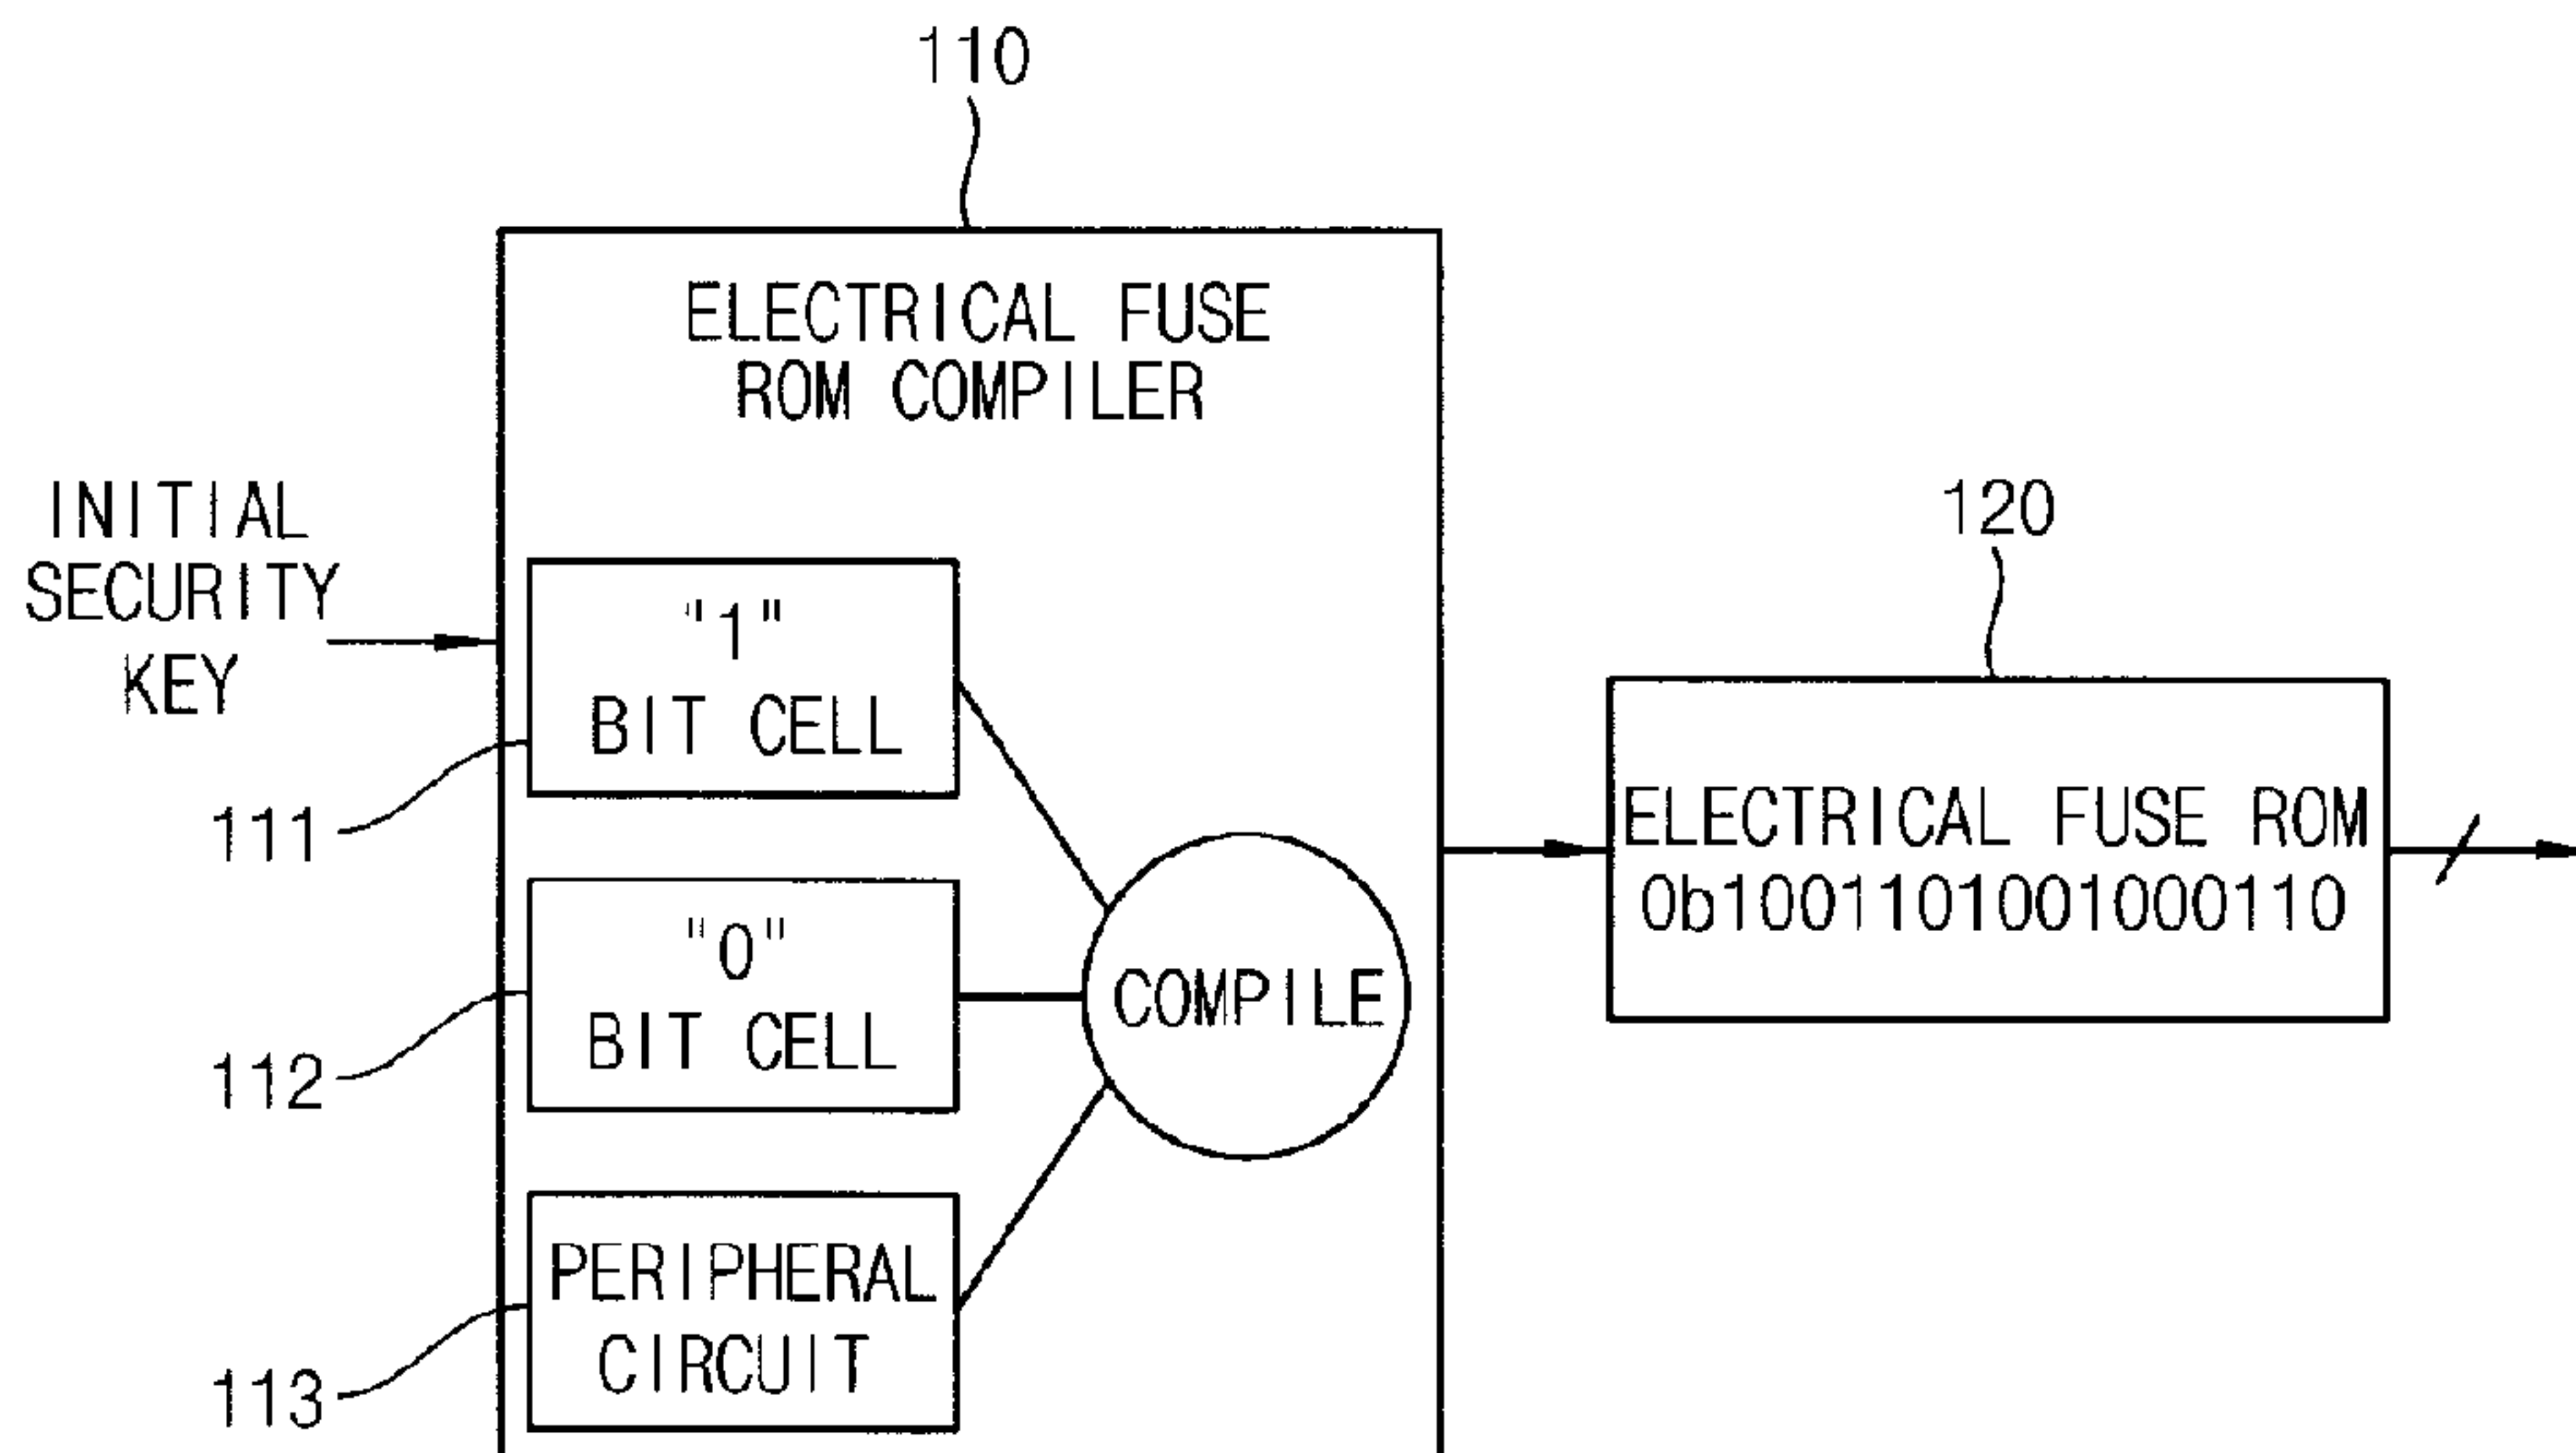 110
ELECTRICAL FUSE
ROM COMPILER
INITIAL
SECURITY
KEY
"1"
BIT CELL
111
"0"
BIT CELL
112
PERIPHERAL
CIRCUIT
113
COMPILE
120
ELECTRICAL FUSE ROM
0b1001101001000110